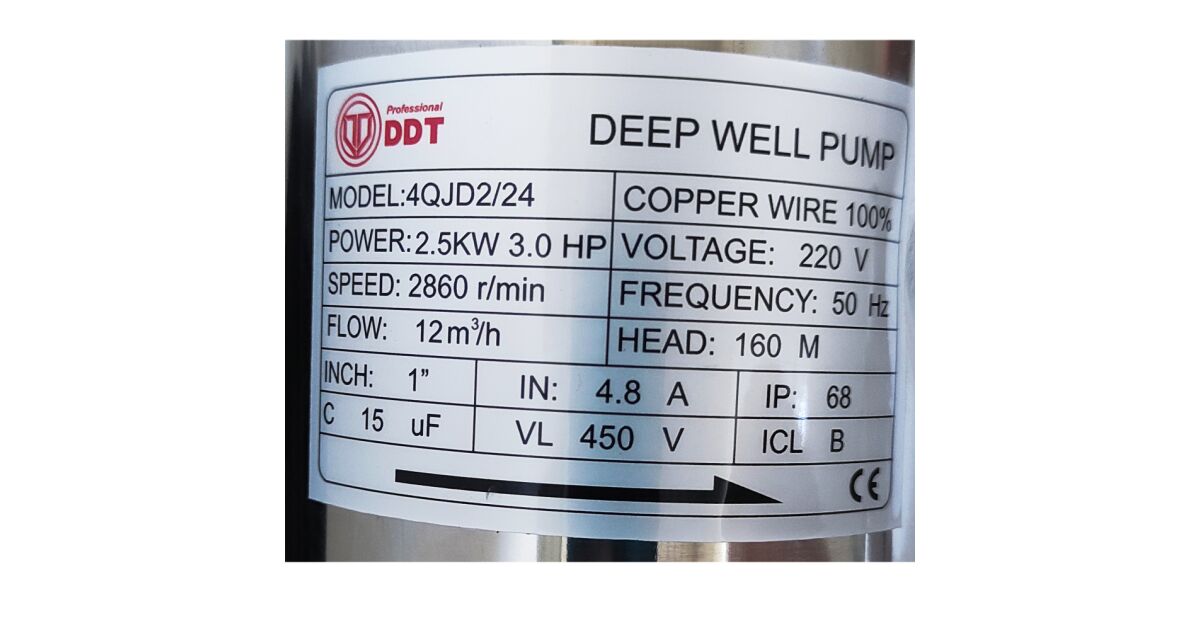 Professional
DDT
DEEP WELL PUMP
MODEL:4QJD2/24
COPPER WIRE 100%
POWER:2.5KW 3.0 HP
VOLTAGE: 220 V
SPEED: 2860 r/min
FREQUENCY: 50 Hz
FLOW: 12m³/h
HEAD: 160 M
INCH: 1”
IN: 4.8 A
IP: 68
C 15 uF
VL 450 V
ICL B
CE